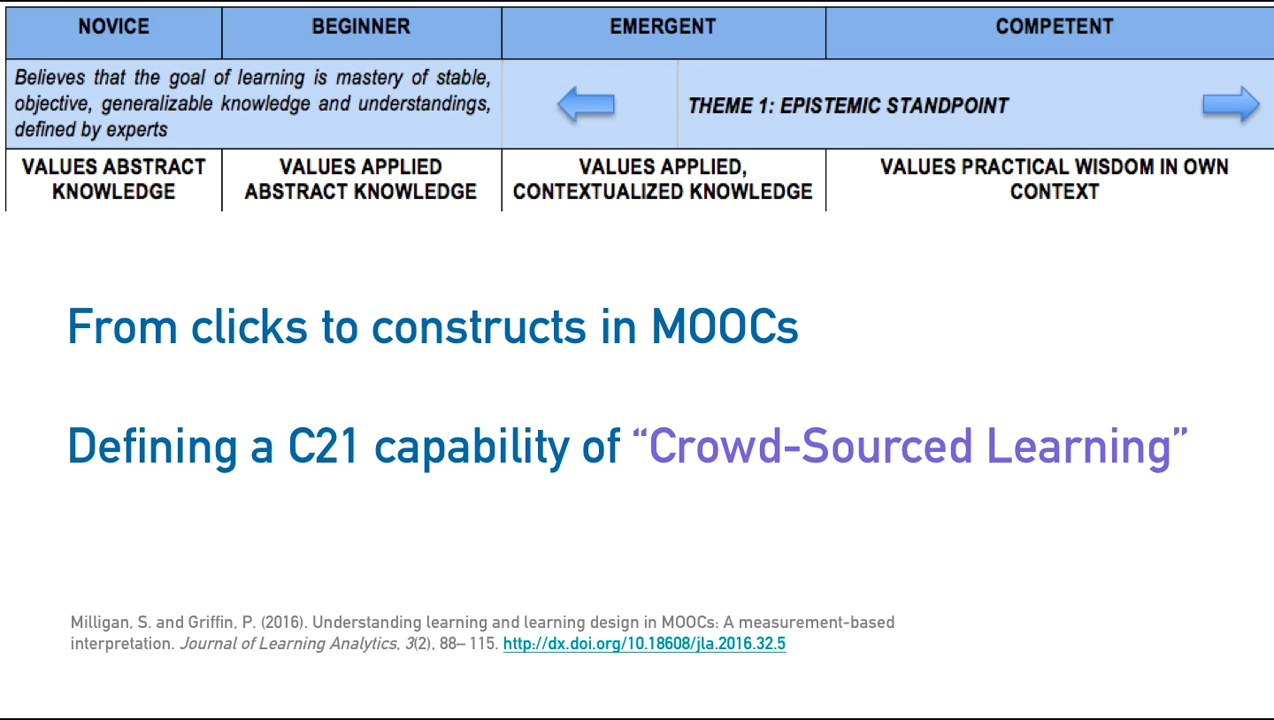 NOVICE BEGINNER EMERGENT COMPETENT
Believes that the goal of learning is mastery of stable,
objective, generalizable knowledge and understandings,
defined by experts
THEME 1: EPISTEMIC STANDPOINT
VALUES ABSTRACT
KNOWLEDGE
VALUES APPLIED
ABSTRACT KNOWLEDGE
VALUES APPLIED,
CONTEXTUALIZED KNOWLEDGE
VALUES PRACTICAL WISDOM IN OWN
CONTEXT
From clicks to constructs in MOOCs
Defining a C21 capability of “Crowd-Sourced Learning”
Milligan, S. and Griffin, P. (2016). Understanding learning and learning design in MOOCs: A measurement-based
interpretation. Journal of Learning Analytics, 3(2), 88– 115. http://dx.doi.org/10.18608/jla.2016.32.5